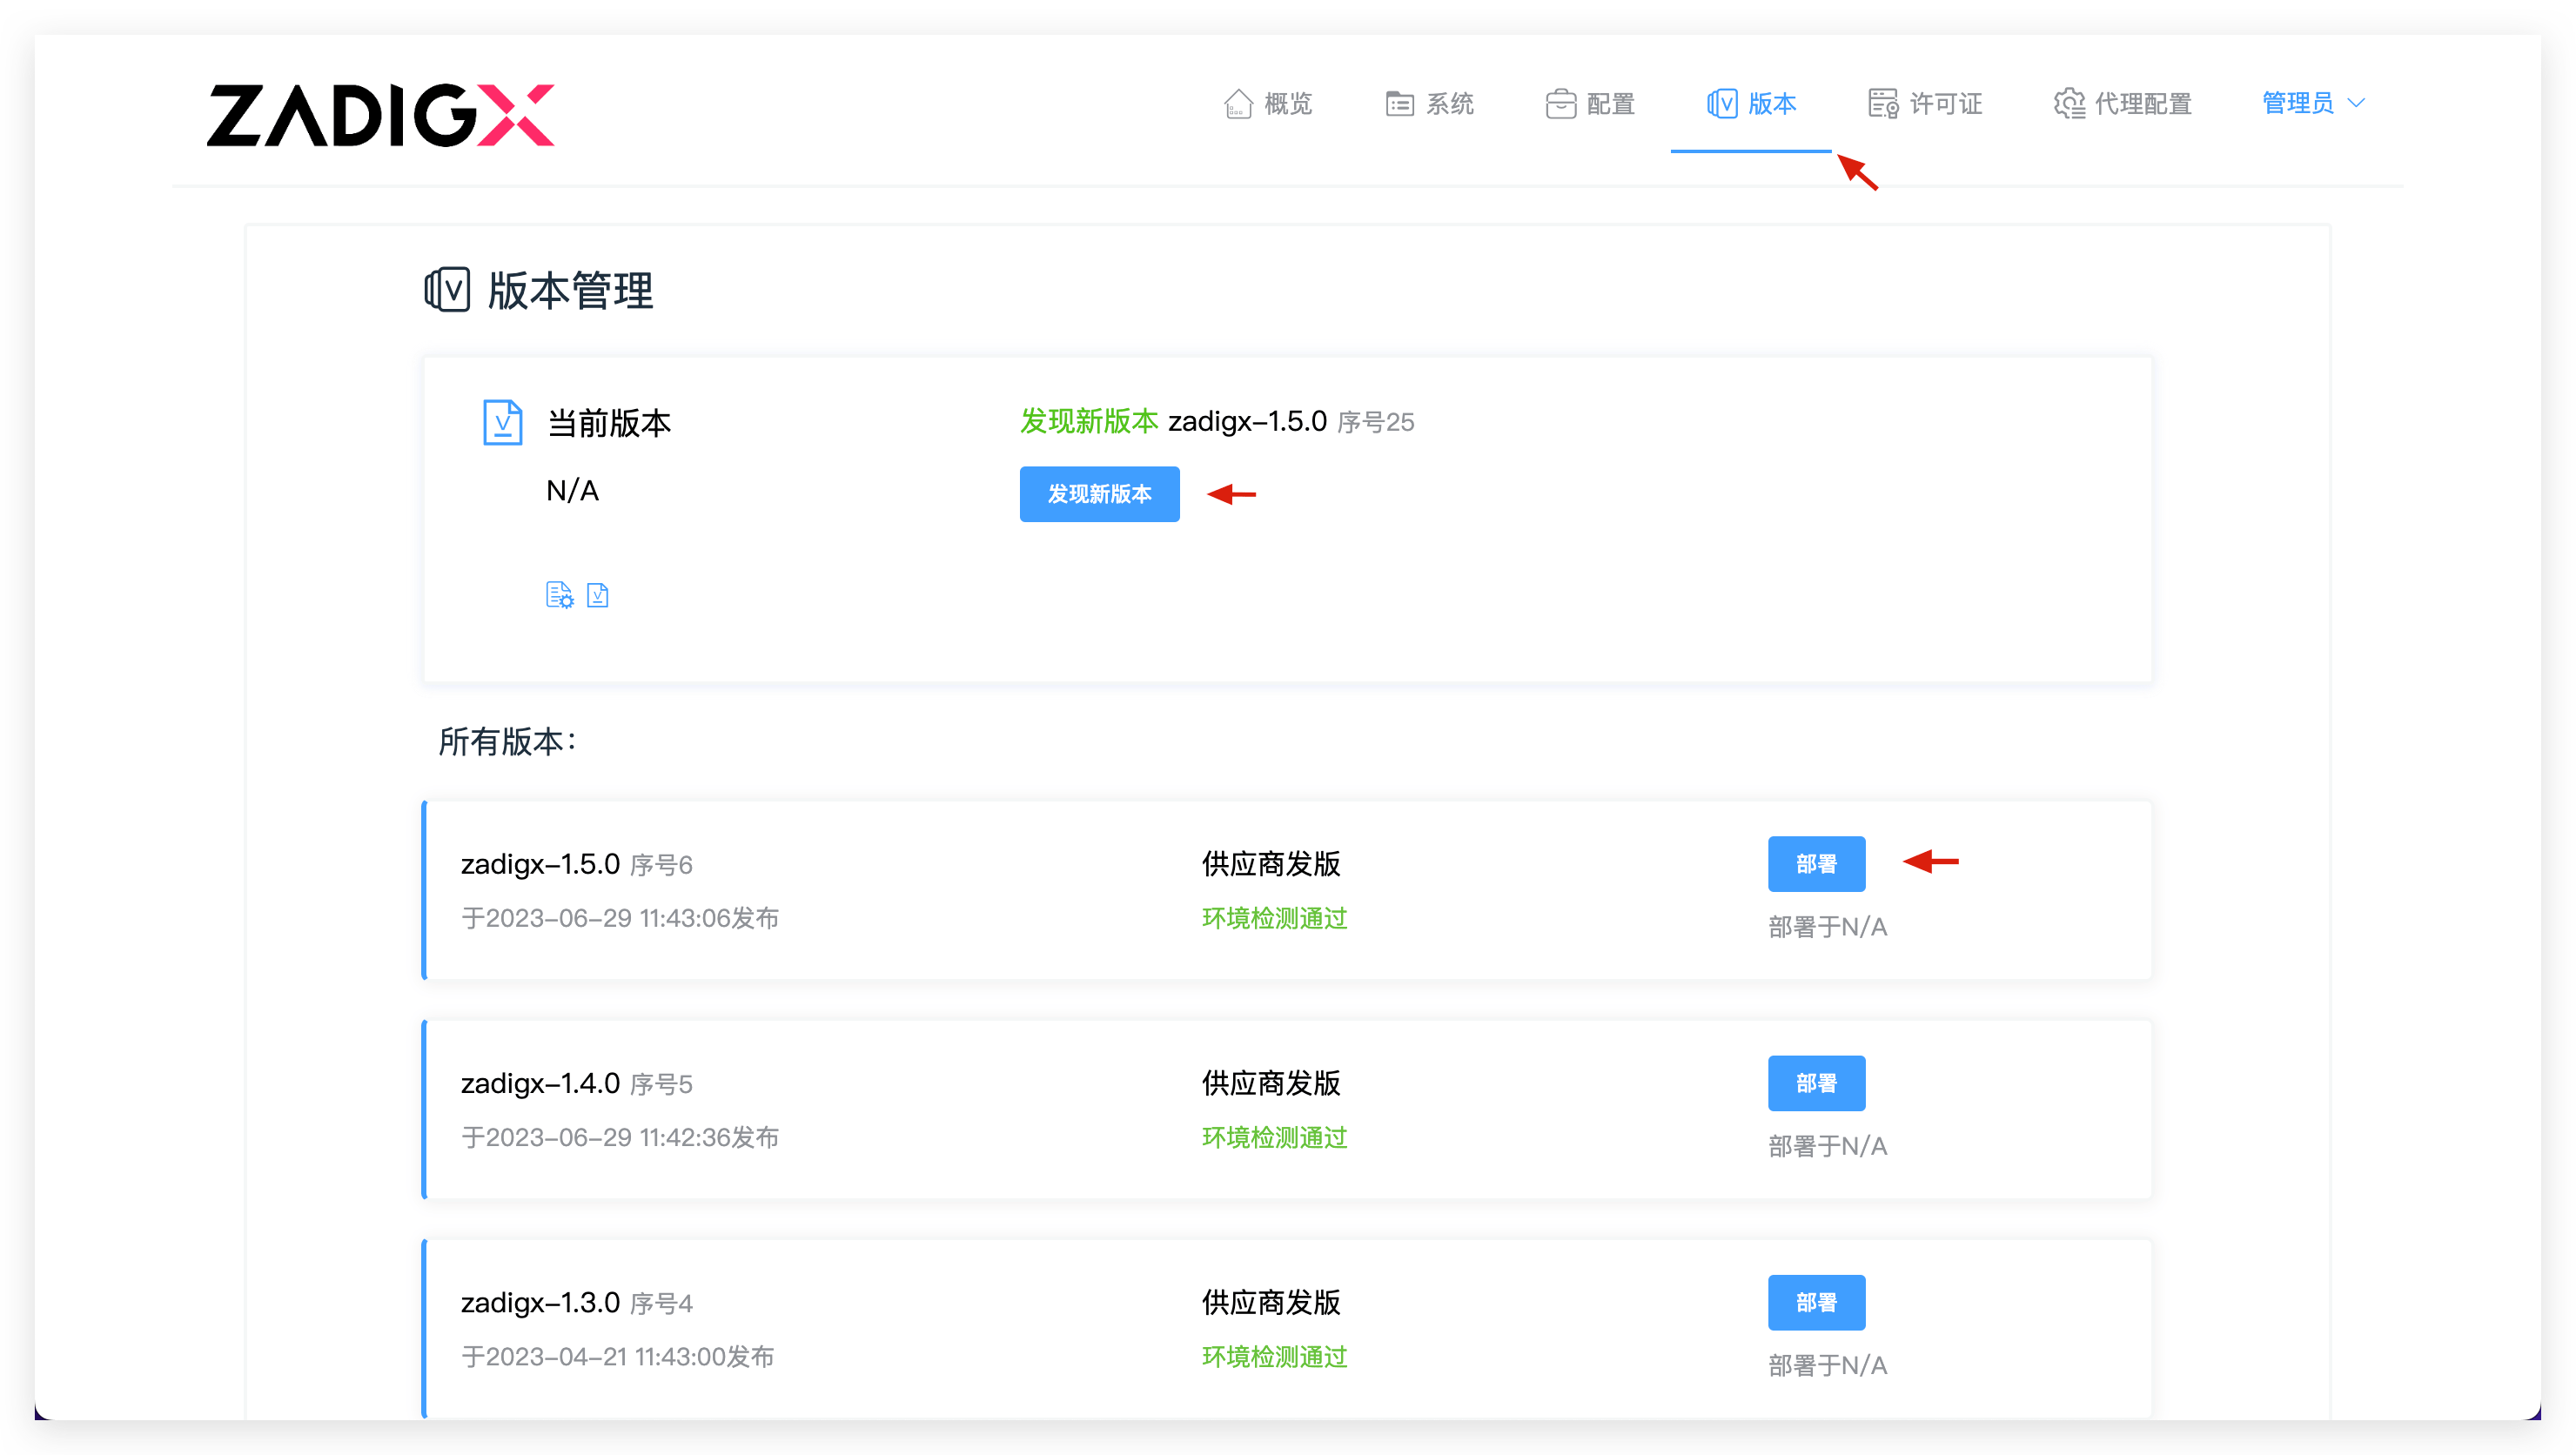 ZADIGX
概览 系统 配置 版本 许可证 代理配置 管理员
版本管理
当前版本
N/A
发现新版本 zadigx-1.5.0 序号25
发现新版本
所有版本：
zadigx-1.5.0 序号6
于2023-06-29 11:43:06发布
供应商发版
环境检测通过
部署
部署于N/A
zadigx-1.4.0 序号5
于2023-06-29 11:42:36发布
供应商发版
环境检测通过
部署
部署于N/A
zadigx-1.3.0 序号4
于2023-04-21 11:43:00发布
供应商发版
环境检测通过
部署
部署于N/A